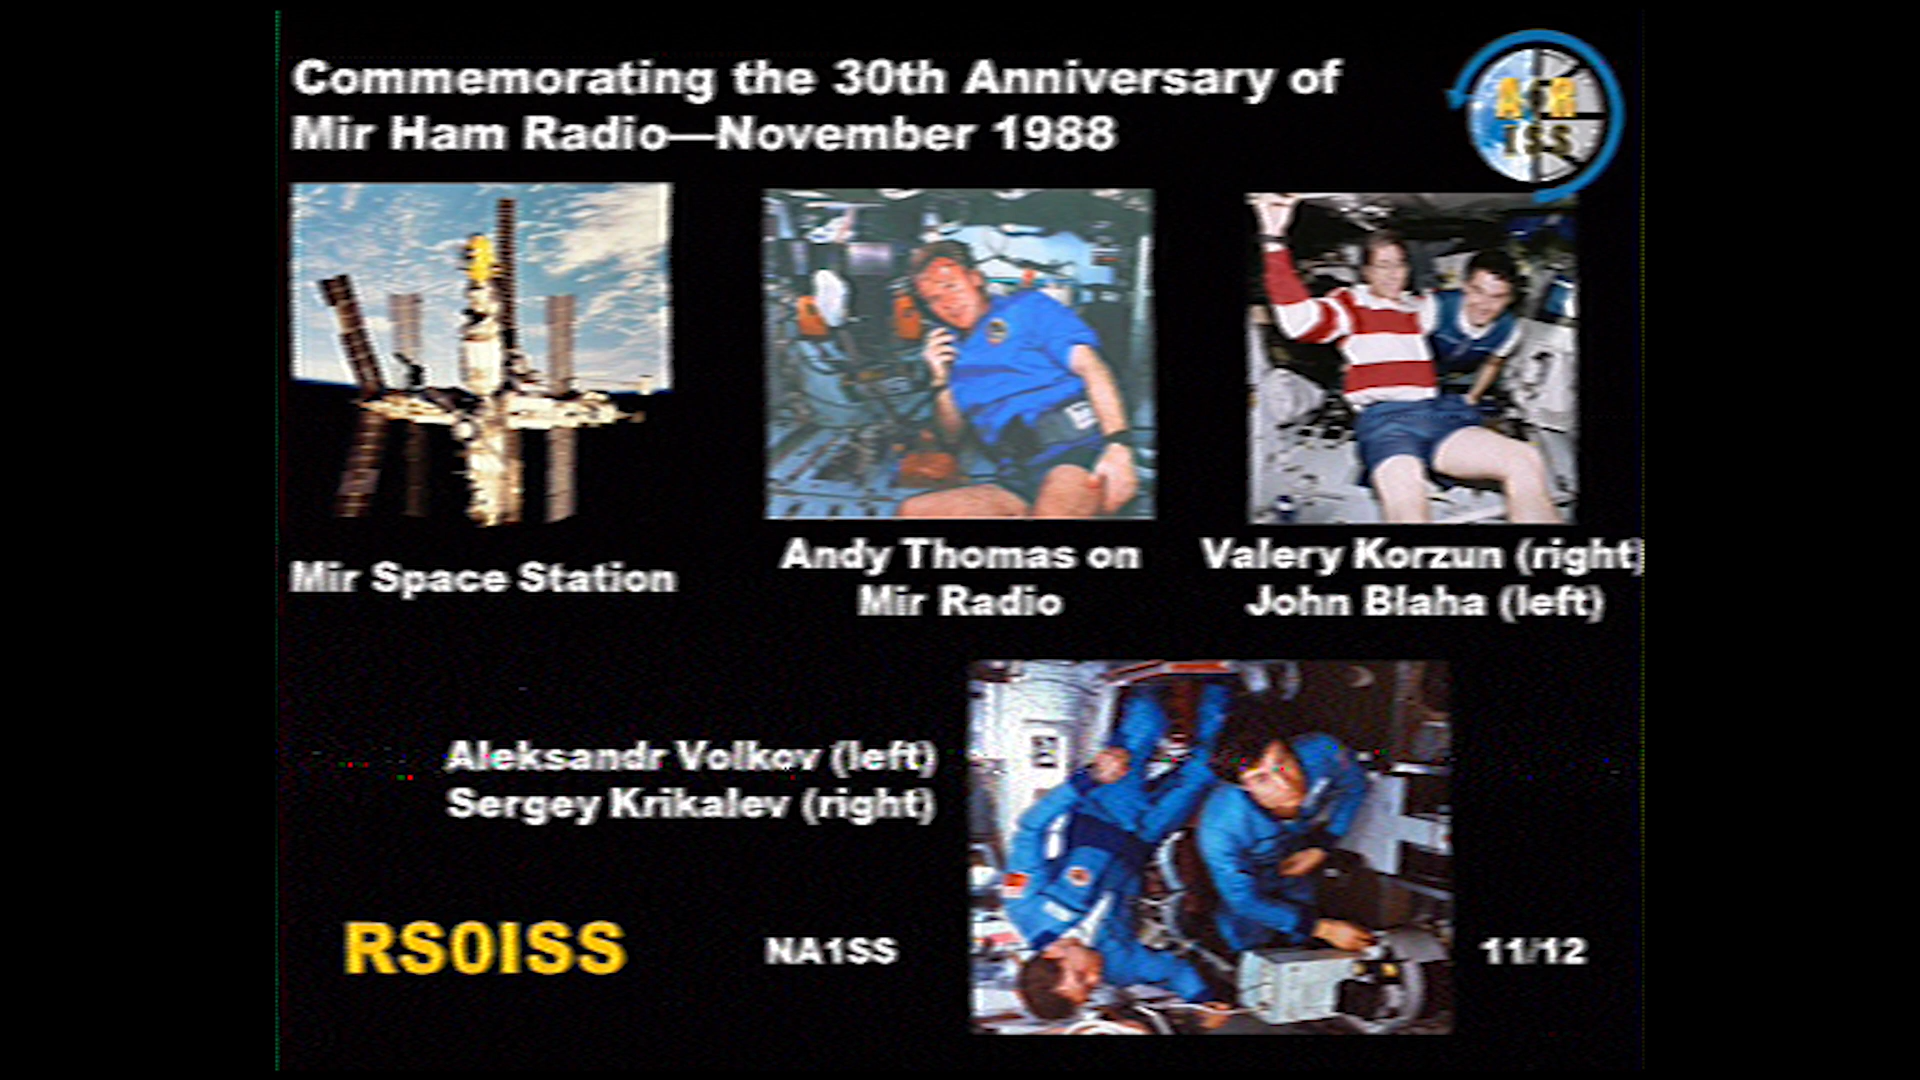 Commemorating the 30th Anniversary of
Mir Ham Radio—November 1988
ISS
Mir Space Station
Andy Thomas on
Mir Radio
Valery Korzun (right)
John Blaha (left)
Aleksandr Volkov (left)
Sergey Krikalev (right)
RS0ISS
NA1SS
11/12